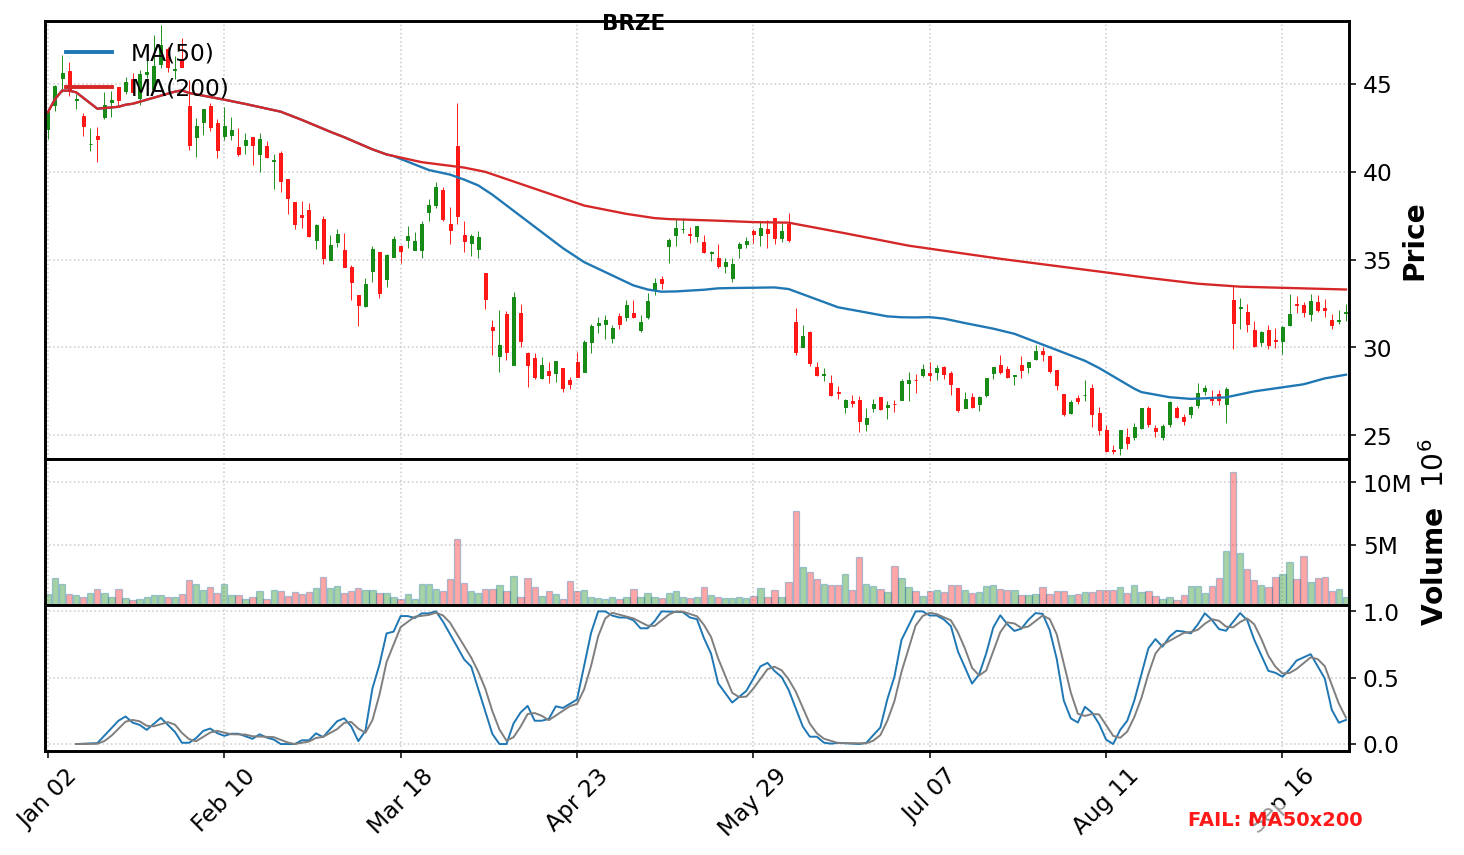 BRZE
MA(50)
MA(200)
45
40
35
30
25
Price
10M
5M
Volume 10^6
1.0
0.5
0.0
Jan 02
Feb 10
Mar 18
Apr 23
May 29
Jul 07
Aug 11
Sep 16
FAIL: MA50x200